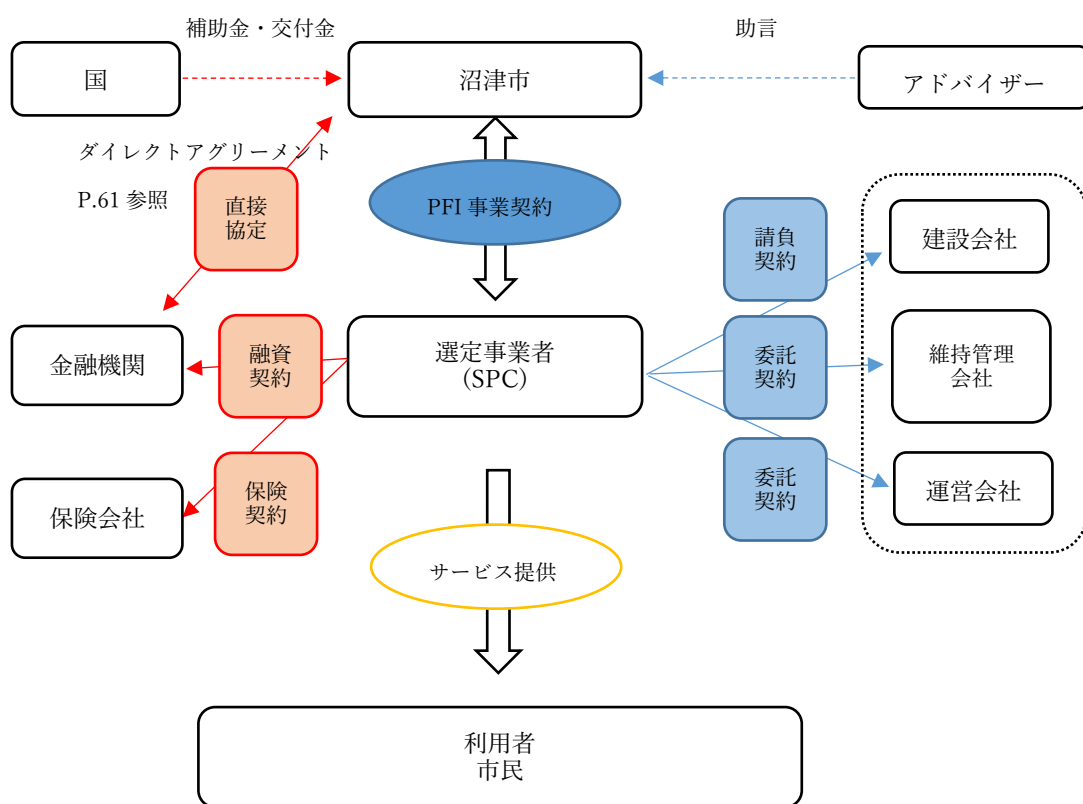 補助金・交付金
助言
国
沼津市
アドバイザー
ダイレクトアグリーメント
P.61 参照
直接
協定
PFI 事業契約
請負
契約
建設会社
金融機関
融資
契約
選定事業者
(SPC)
委託
契約
維持管理
会社
保険会社
保険
契約
委託
契約
運営会社
サービス提供
利用者
市民